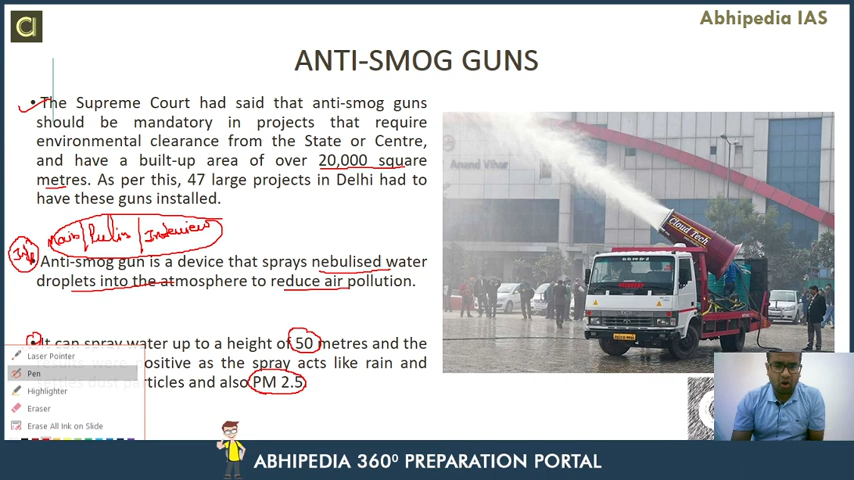 Abhipedia IAS
ANTI-SMOG GUNS
• The Supreme Court had said that anti-smog guns
should be mandatory in projects that require
environmental clearance from the State or Centre,
and have a built-up area of over 20,000 square
metres. As per this, 47 large projects in Delhi had to
have these guns installed.
Interview
Anti-smog gun is a device that sprays nebulised water
droplets into the atmosphere to reduce air pollution.
It can spray water up to a height of 50 metres and the
were positive as the spray acts like rain and
dust particles and also PM 2.5.
Laser Pointer
Pen
Highlighter
Eraser
Erase All Ink on Slide
Anand Vihar
Cloud Tech
ABHIPEDIA 360⁰ PREPARATION PORTAL